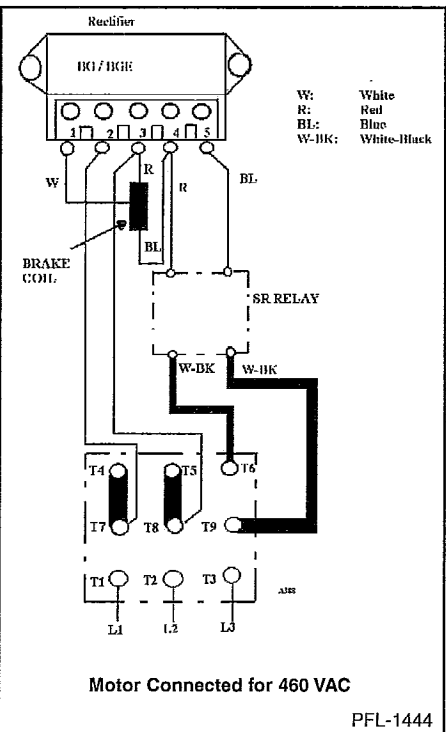 Rectifier
BG / BGE
1 2 3 4 5
W: White
R: Red
BL: Blue
W-BK: White-Black
W
R
R
BL
BL
BRAKE
COIL
SR RELAY
W-BK
W-BK
T4 T5 T6
T7 T8 T9
T1 T2 T3
L1 L2 L3
Motor Connected for 460 VAC
PFL-1444